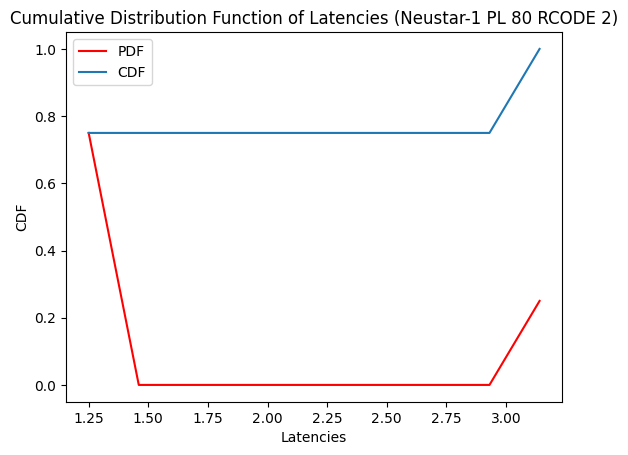 Cumulative Distribution Function of Latencies (Neustar-1 PL 80 RCODE 2)
PDF
CDF
1.0
0.8
0.6
0.4
0.2
0.0
CDF
1.25
1.50
1.75
2.00
2.25
2.50
2.75
3.00
Latencies